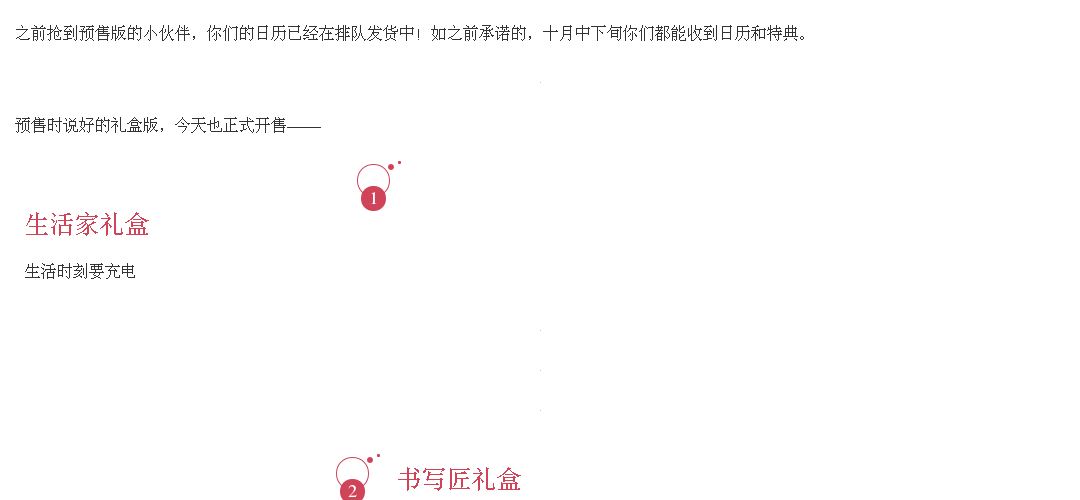 之前抢到预售版的小伙伴，你们的日历已经在排队发货中！如之前承诺的，十月中下旬你们都能收到日历和特典。
预售时说好的礼盒版，今天也正式开售——
1
生活家礼盒
生活时刻要充电
2
书写匠礼盒